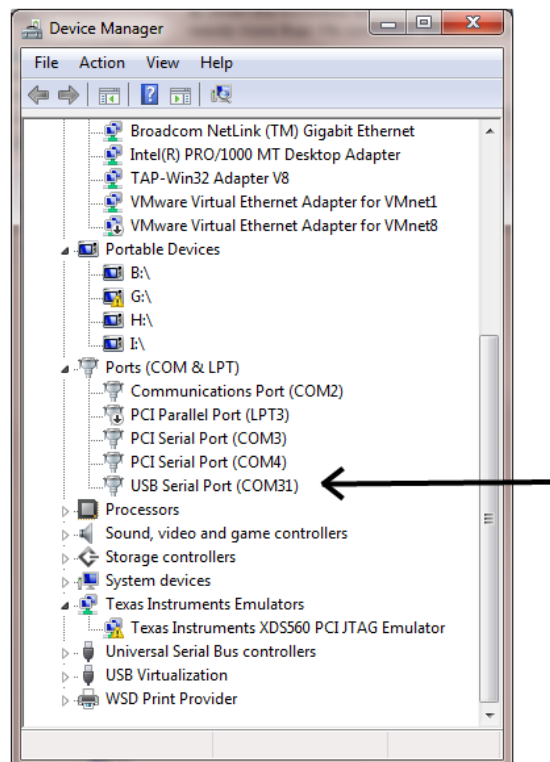 Device Manager
File Action View Help
Broadcom NetLink (TM) Gigabit Ethernet
Intel(R) PRO/1000 MT Desktop Adapter
TAP-Win32 Adapter V8
VMware Virtual Ethernet Adapter for VMnet1
VMware Virtual Ethernet Adapter for VMnet8
Portable Devices
B:\
G:\
H:\
I:\
Ports (COM & LPT)
Communications Port (COM2)
PCI Parallel Port (LPT3)
PCI Serial Port (COM3)
PCI Serial Port (COM4)
USB Serial Port (COM31)
Processors
Sound, video and game controllers
Storage controllers
System devices
Texas Instruments Emulators
Texas Instruments XDS560 PCI JTAG Emulator
Universal Serial Bus controllers
USB Virtualization
WSD Print Provider